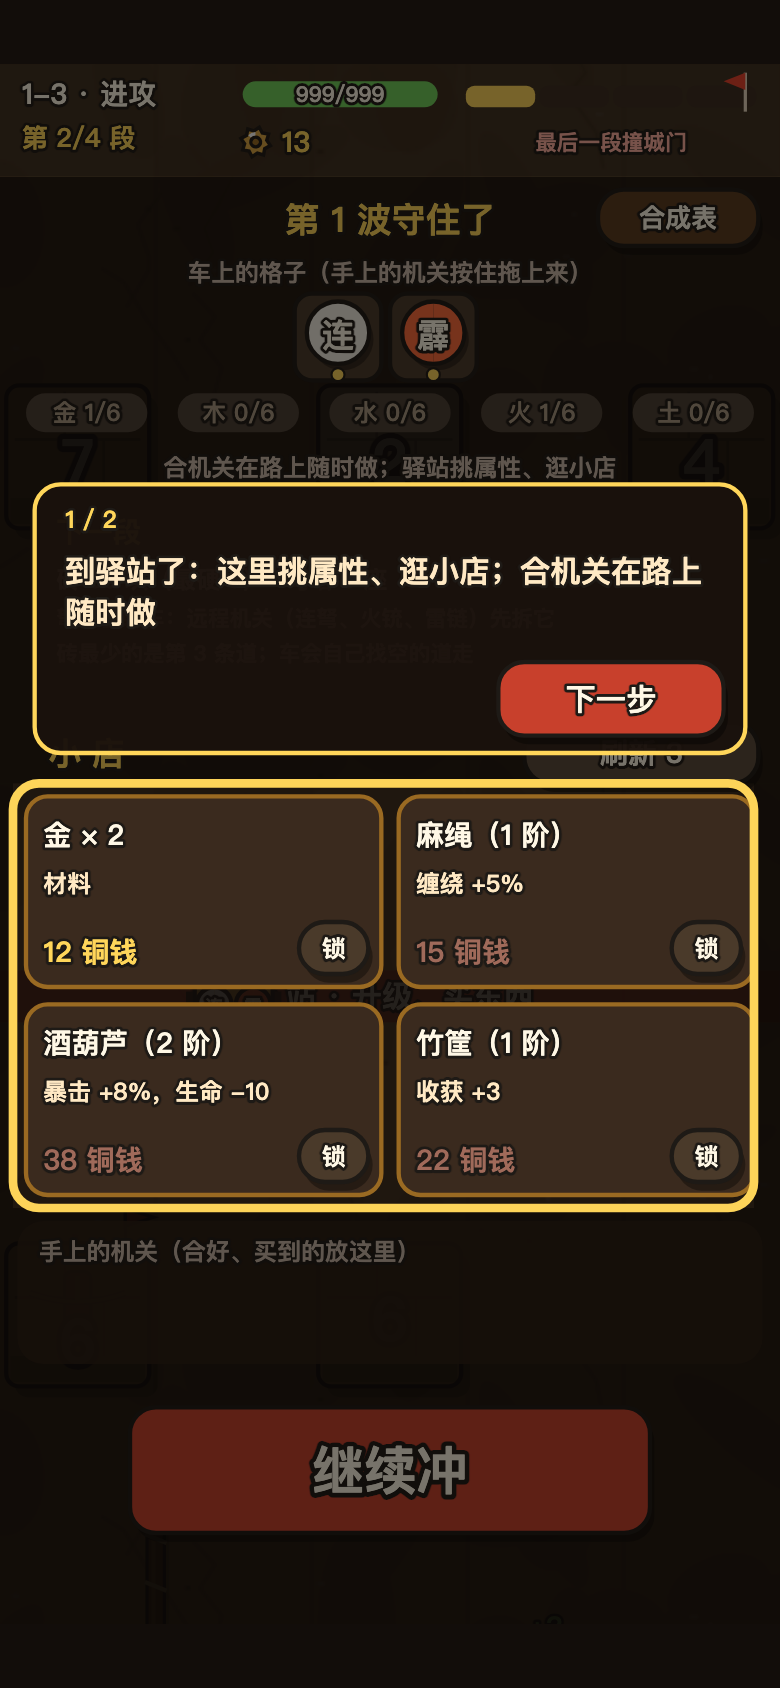 1–3 · 进攻
999/999
第 2/4 段
13
最后一段撞城门
第 1 波守住了
合成表
车上的格子（手上的机关按住拖上来）
连
霹
金 1/6
木 0/6
水 0/6
火 1/6
土 0/6
7
2
4
合机关在路上随时做；驿站挑属性、逛小店
1 / 2
到驿站了：这里挑属性、逛小店；合机关在路上
随时做
下一步
小店
刷新
金 × 2
材料
12 铜钱
锁
麻绳（1 阶）
缠绕 +5%
15 铜钱
锁
酒葫芦（2 阶）
暴击 +8%，生命 –10
38 铜钱
锁
竹筐（1 阶）
收获 +3
22 铜钱
锁
手上的机关（合好、买到的放这里）
继续冲